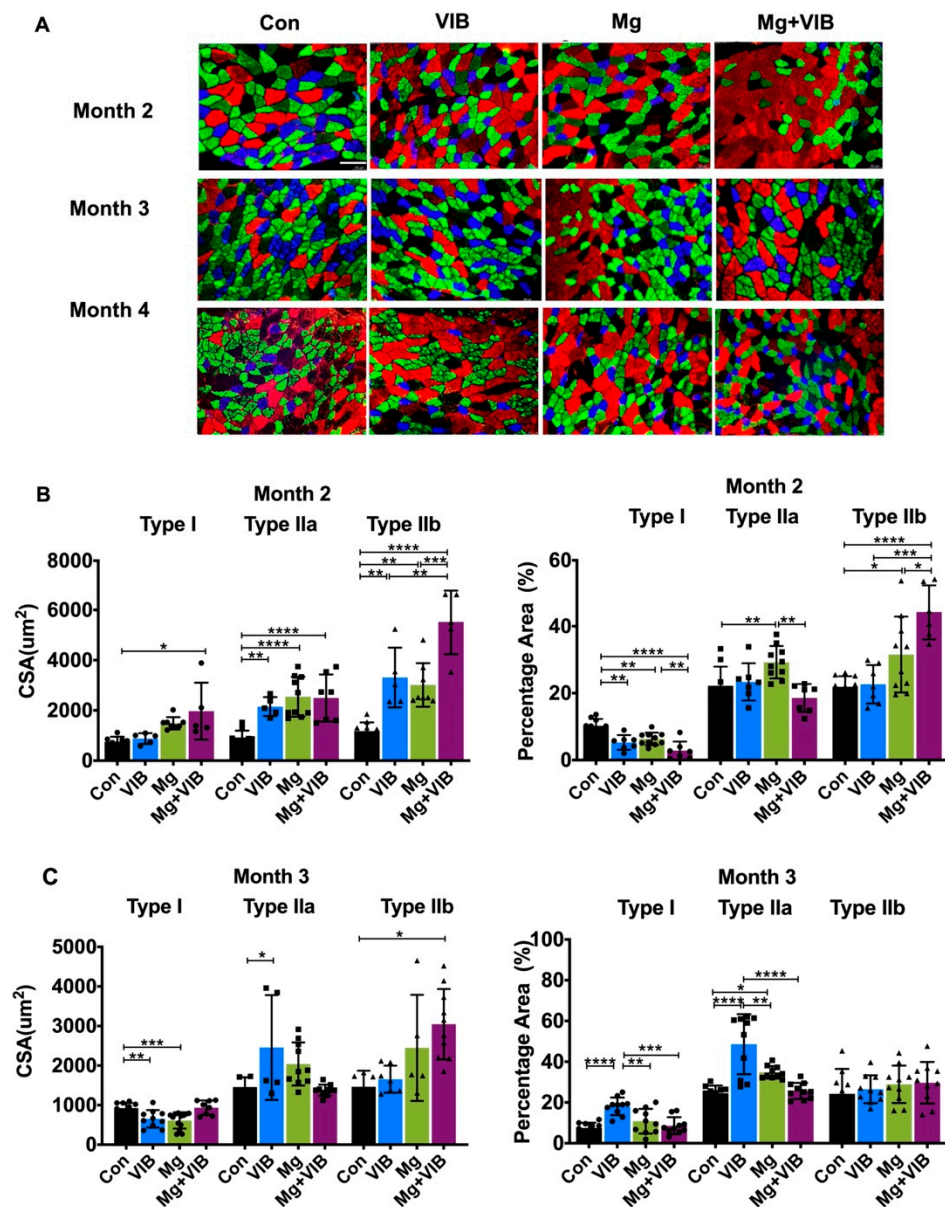 A
Con VIB Mg Mg+VIB
Month 2
Month 3
Month 4
B
Month 2
Type I Type IIa Type IIb
CSA(um²)
8000
6000
4000
2000
0
* ** **** **** ** ** **** *** **
Con VIB Mg Mg+VIB Con VIB Mg Mg+VIB Con VIB Mg Mg+VIB
Month 2
Type I Type IIa Type IIb
Percentage Area (%)
60
40
20
0
** ** **** ** ** ** **** *** * *
Con VIB Mg Mg+VIB Con VIB Mg Mg+VIB Con VIB Mg Mg+VIB
C
Month 3
Type I Type IIa Type IIb
CSA(um²)
5000
4000
3000
2000
1000
0
** *** * *
Con VIB Mg Mg+VIB Con VIB Mg Mg+VIB Con VIB Mg Mg+VIB
Month 3
Type I Type IIa Type IIb
Percentage Area (%)
100
80
60
40
20
0
**** ** *** **** * ** ****
Con VIB Mg Mg+VIB Con VIB Mg Mg+VIB Con VIB Mg Mg+VIB